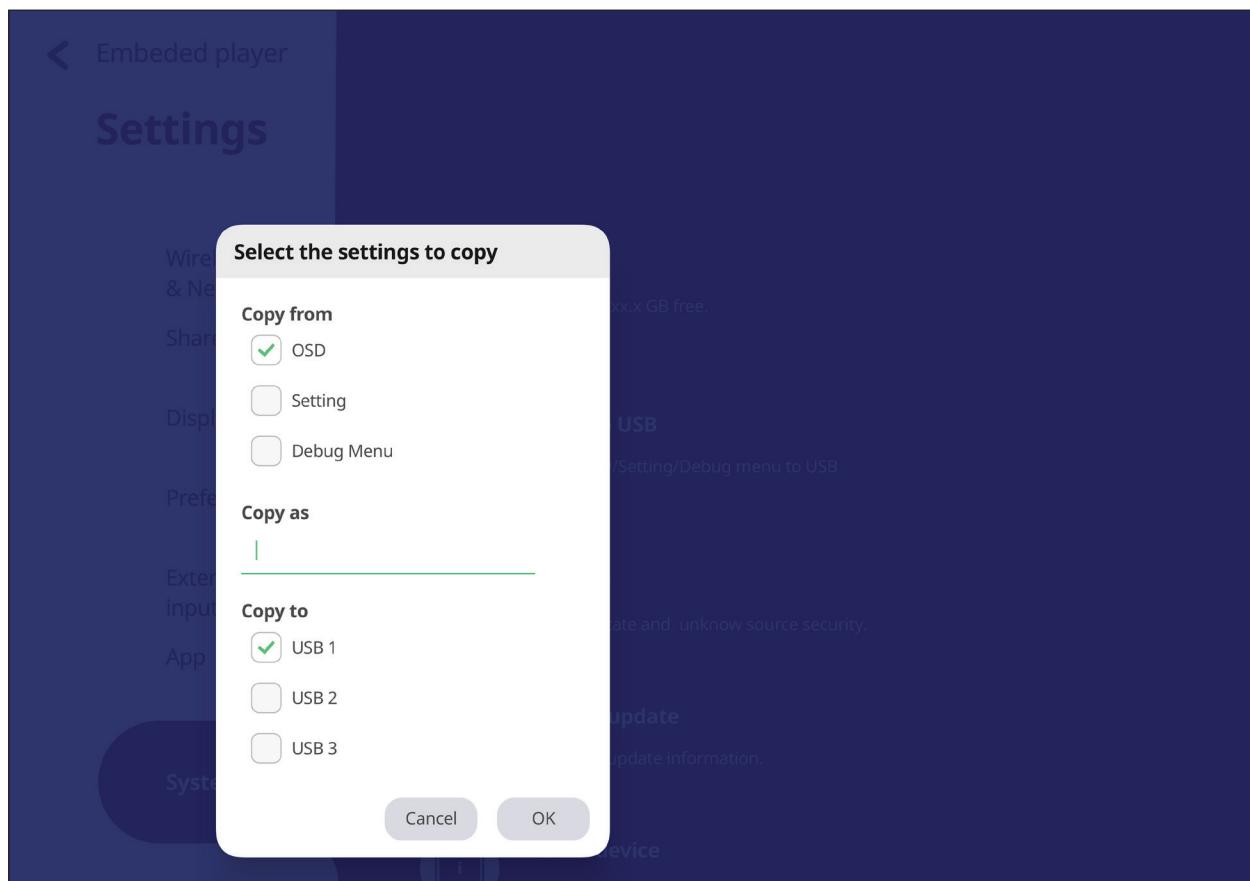 Embeded player
Settings
Select the settings to copy
Copy from
OSD
Setting
Debug Menu
Copy as
Copy to
USB 1
USB 2
USB 3
Cancel
OK
& Ne
App
xx.x GB free.
USB
/Setting/Debug menu to USB
and unknow source security.
update
update information.